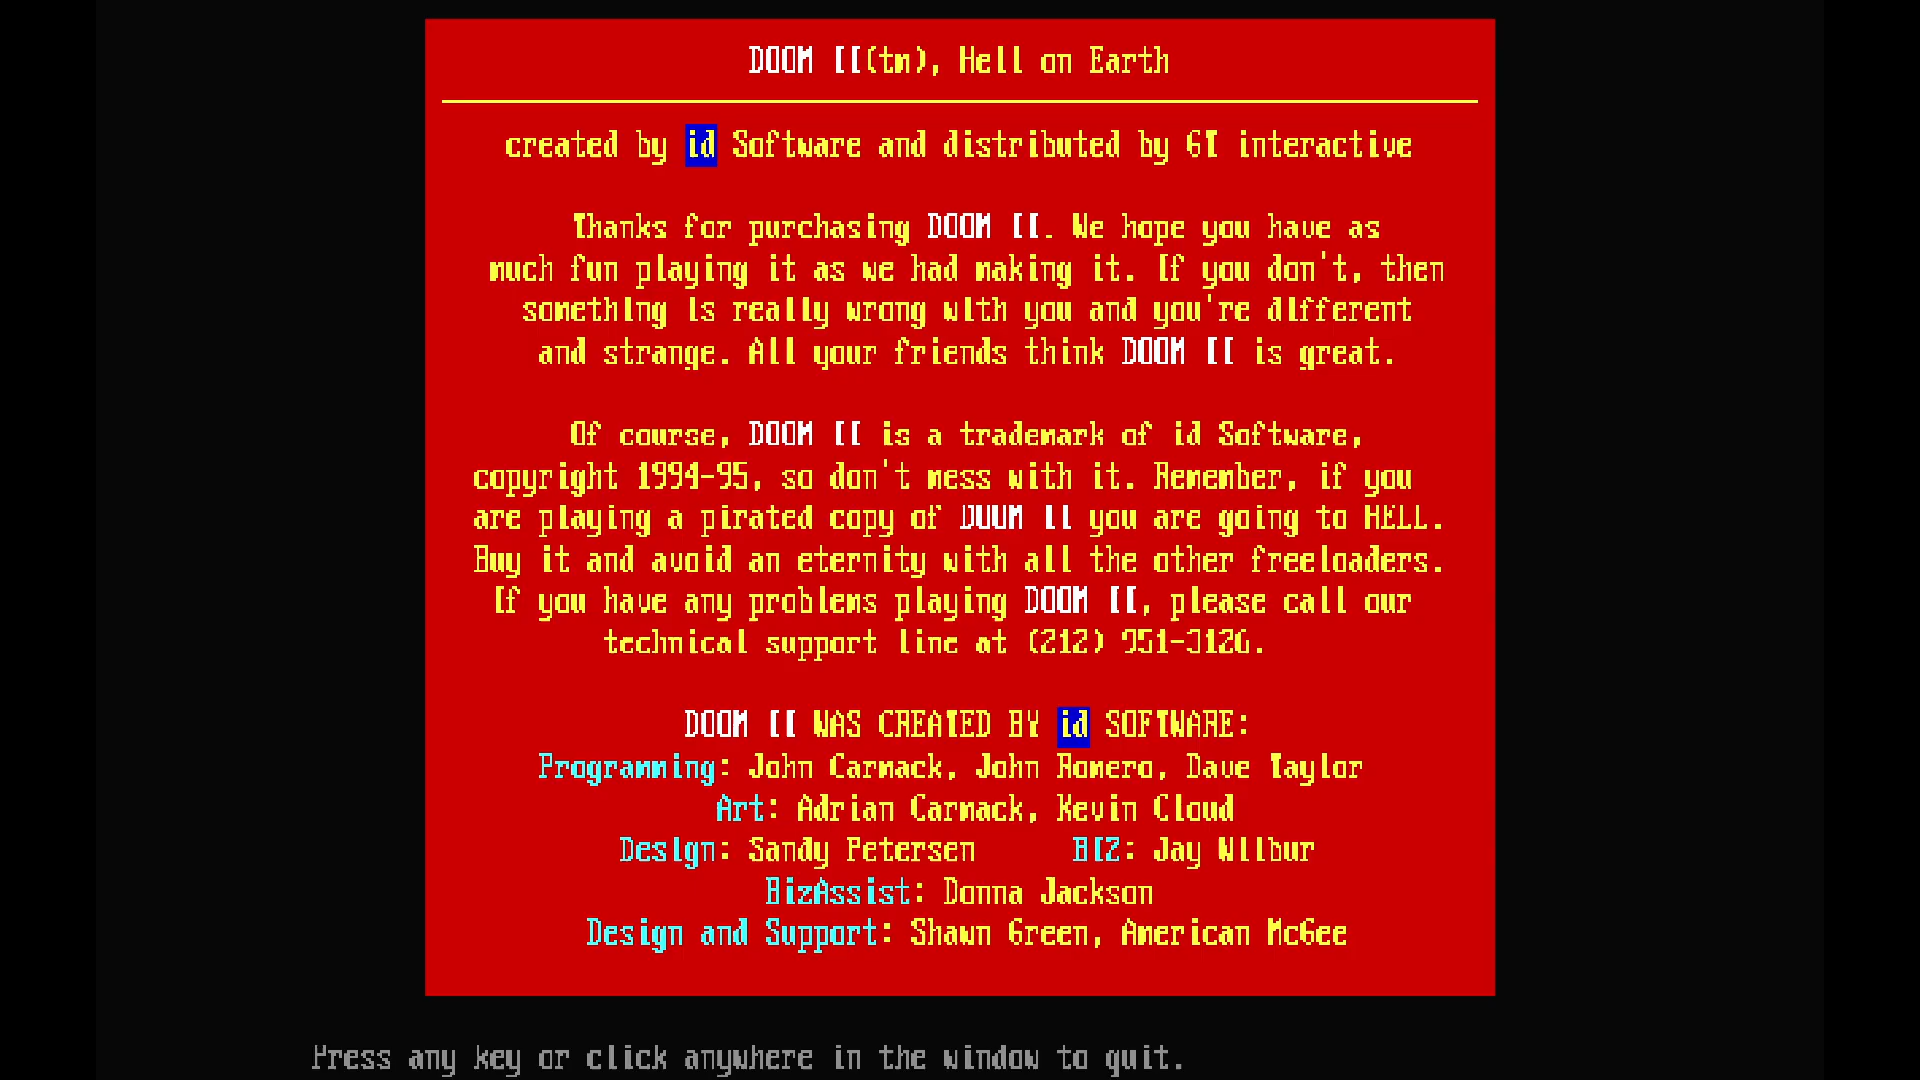 DOOM II(tm), Hell on Earth
created by id Software and distributed by GT interactive
Thanks for purchasing DOOM II. We hope you have as
much fun playing it as we had making it. If you don't, then
something is really wrong with you and you're different
and strange. All your friends think DOOM II is great.
Of course, DOOM II is a trademark of id Software,
copyright 1994-95, so don't mess with it. Remember, if you
are playing a pirated copy of DOOM II you are going to HELL.
Buy it and avoid an eternity with all the other freeloaders.
If you have any problems playing DOOM II, please call our
technical support line at (212) 951-3126.
DOOM II WAS CREATED BY id SOFTWARE:
Programming: John Carmack, John Romero, Dave Taylor
Art: Adrian Carmack, Kevin Cloud
Design: Sandy Petersen BIZ: Jay Wilbur
BizAssist: Donna Jackson
Design and Support: Shawn Green, American McGee
Press any key or click anywhere in the window to quit.